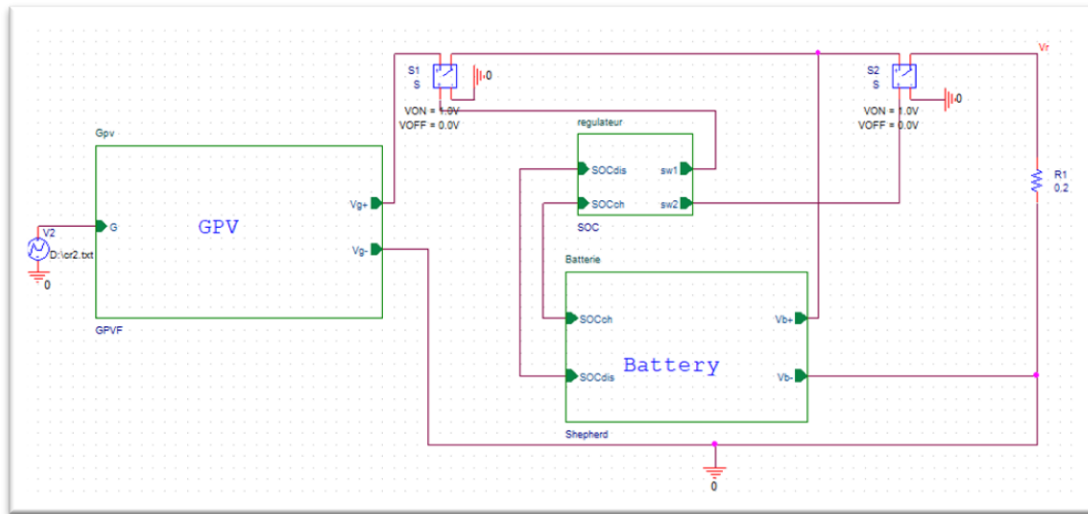 Vr
S1
S
0
S2
S
0
VON = 1.0V
VOFF = 0.0V
VON = 1.0V
VOFF = 0.0V
regulateur
Gpv
SOCdis
sw1
R1
0.2
Vg+
SOCch
sw2
G
GPV
SOC
V2
D:\cr2.txt
Vg-
Batterie
0
SOCch
Vb+
GPVF
Battery
SOCdis
Vb-
Shepherd
0